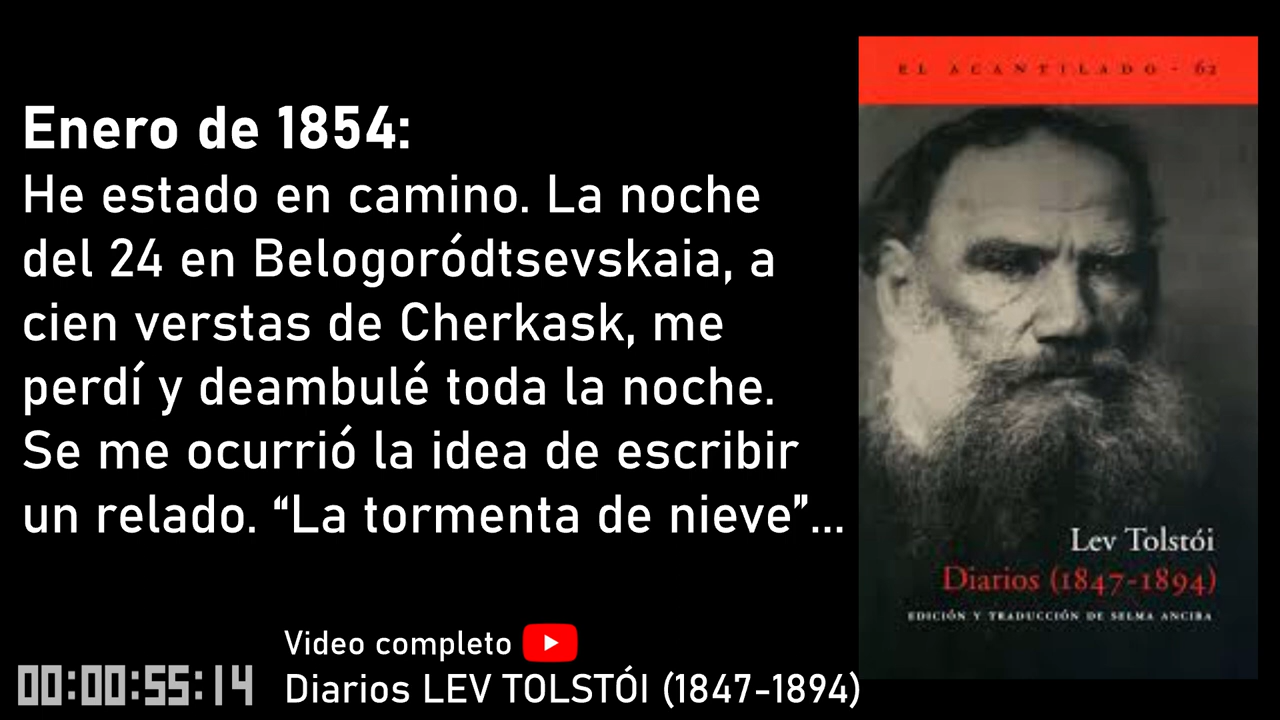 Enero de 1854:
He estado en camino. La noche
del 24 en Belogoródtsevskaia, a
cien verstas de Cherkask, me
perdí y deambulé toda la noche.
Se me ocurrió la idea de escribir
un relado. “La tormenta de nieve”...
EL ACANTILADO - 62
Lev Tolstói
Diarios (1847-1894)
EDICIÓN Y TRADUCCIÓN DE SELMA ANCIRA
Video completo
Diarios LEV TOLSTÓI (1847-1894)
00:00:55:14